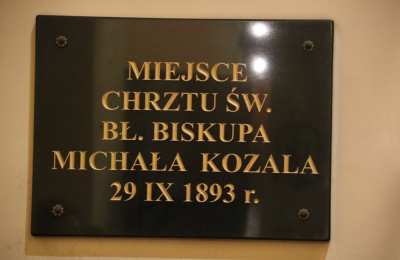 MIEJSCE
CHRZTU ŚW.
BŁ. BISKUPA
MICHAŁA KOZALA
29 IX 1893 r.